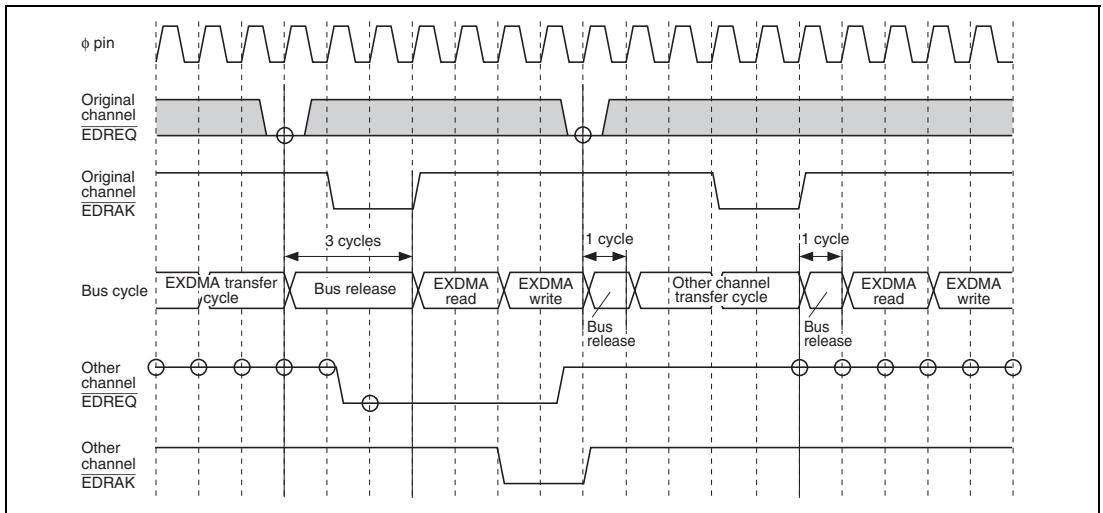 φ pin
Original
channel
EDREQ
Original
channel
EDRAK
3 cycles
1 cycle
1 cycle
Bus cycle
EXDMA transfer
cycle
Bus release
EXDMA
read
EXDMA
write
Bus
release
Other channel
transfer cycle
Bus
release
EXDMA
read
EXDMA
write
Other
channel
EDREQ
Other
channel
EDRAK